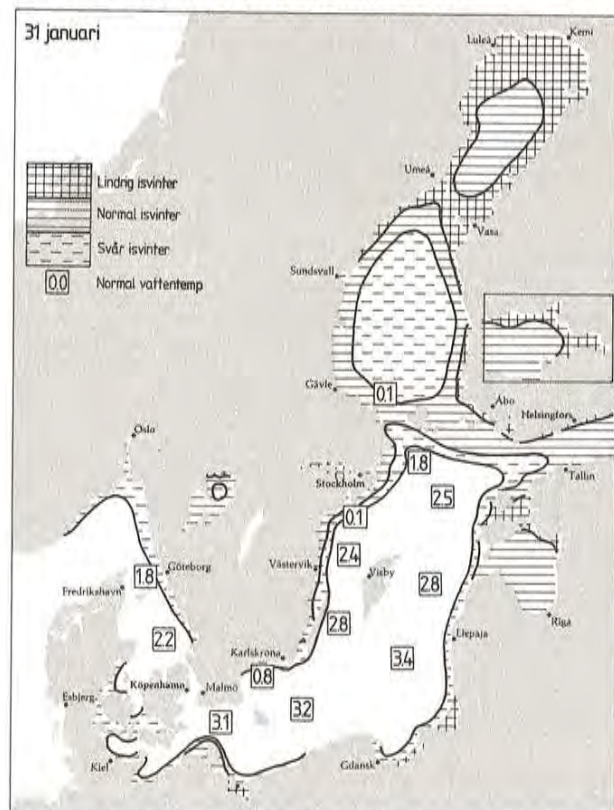 31 januari
Lindrig isvinter
Normal isvinter
Svår isvinter
0.0 Normal vattentemp
Luleå
Kemi
Umeå
Vasa
Sundsvall
Gävle
0.1
Åbo
Helsingfors
Oslo
Stockholm
1.8
Tallin
2.5
0.1
Västervik
2.4
Visby
2.8
Göteborg
1.8
Fredrikshavn
Riga
2.2
2.8
Liepaja
Karlskrona
0.8
3.4
Esbjerg
Köpenhamn
Malmö
3.1
3.2
Kiel
Gdansk